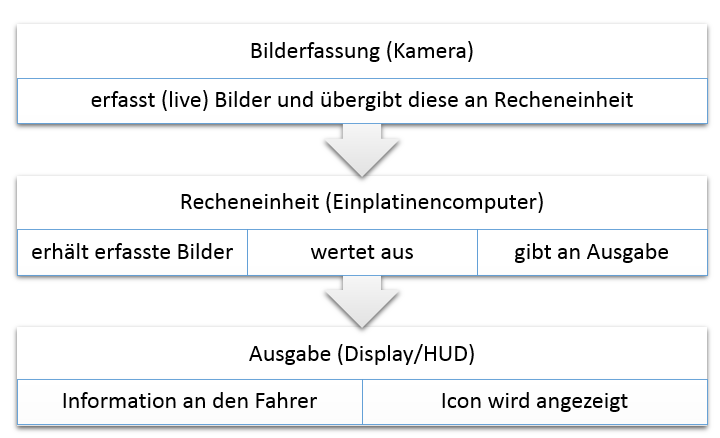 Bilderfassung (Kamera)
erfasst (live) Bilder und übergibt diese an Recheneinheit
Recheneinheit (Einplatinencomputer)
erhält erfasste Bilder
wertet aus
gibt an Ausgabe
Ausgabe (Display/HUD)
Information an den Fahrer
Icon wird angezeigt